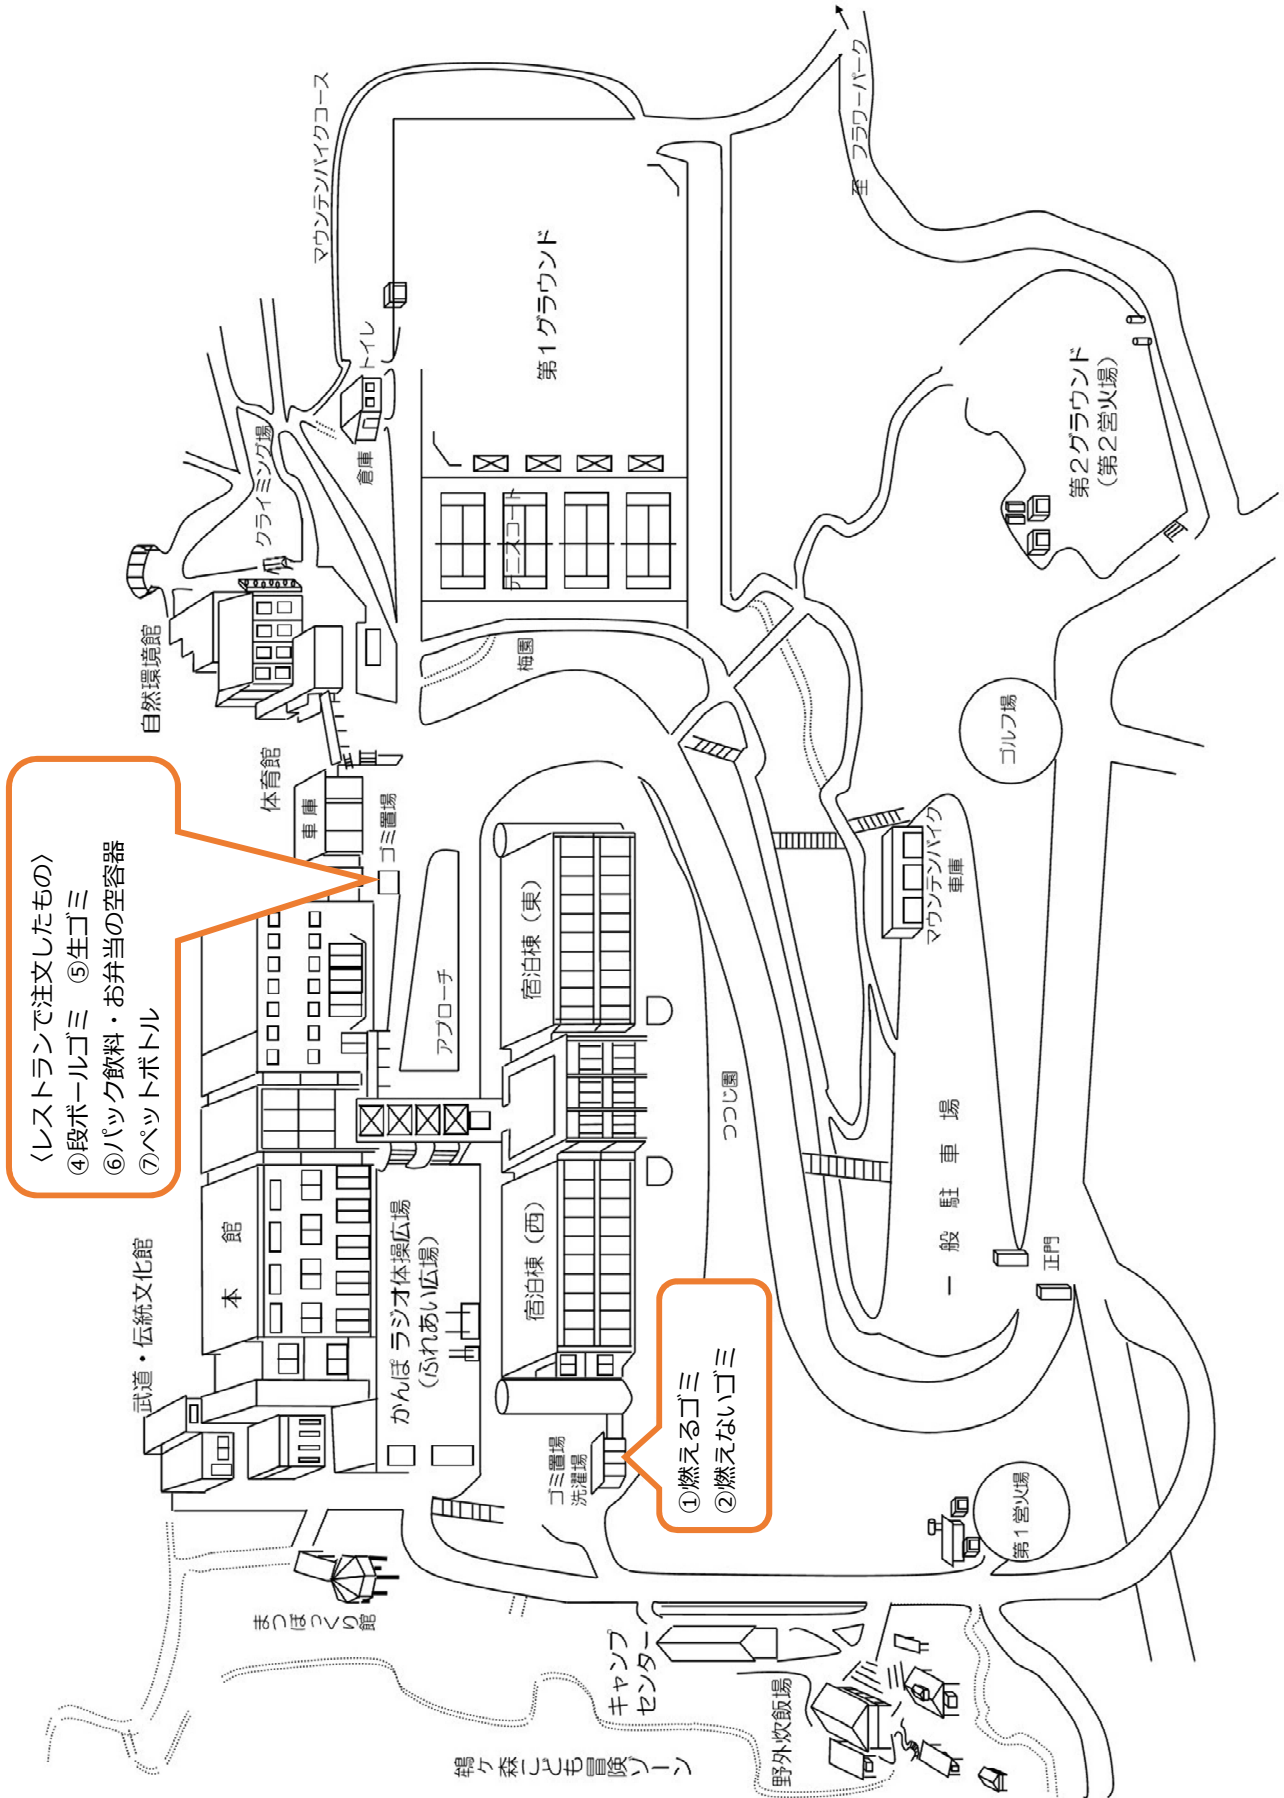 〈レストランで注文したもの〉
④段ボールゴミ　⑤生ゴミ
⑥パック飲料・お弁当の空容器
⑦ペットボトル
武道・伝統文化館
自然環境館
クライミング場
マウンテンバイクコース
まつぼっくり館
本館
体育館
車庫
倉庫
トイレ
ゴミ置場
かんぽ ラジオ体操広場
（ふれあい広場）
アプローチ
テニスコート
第１グラウンド
梅園
鶴ヶ森こども冒険ゾーン
ゴミ置場
洗濯場
宿泊棟（西）
宿泊棟（東）
キャンプ
センター
①燃えるゴミ
②燃えないゴミ
つつじ園
野外炊飯場
至　フラワーパーク
マウンテンバイク
車庫
一般駐車場
第１営火場
正門
ゴルフ場
第２グラウンド
（第２営火場）